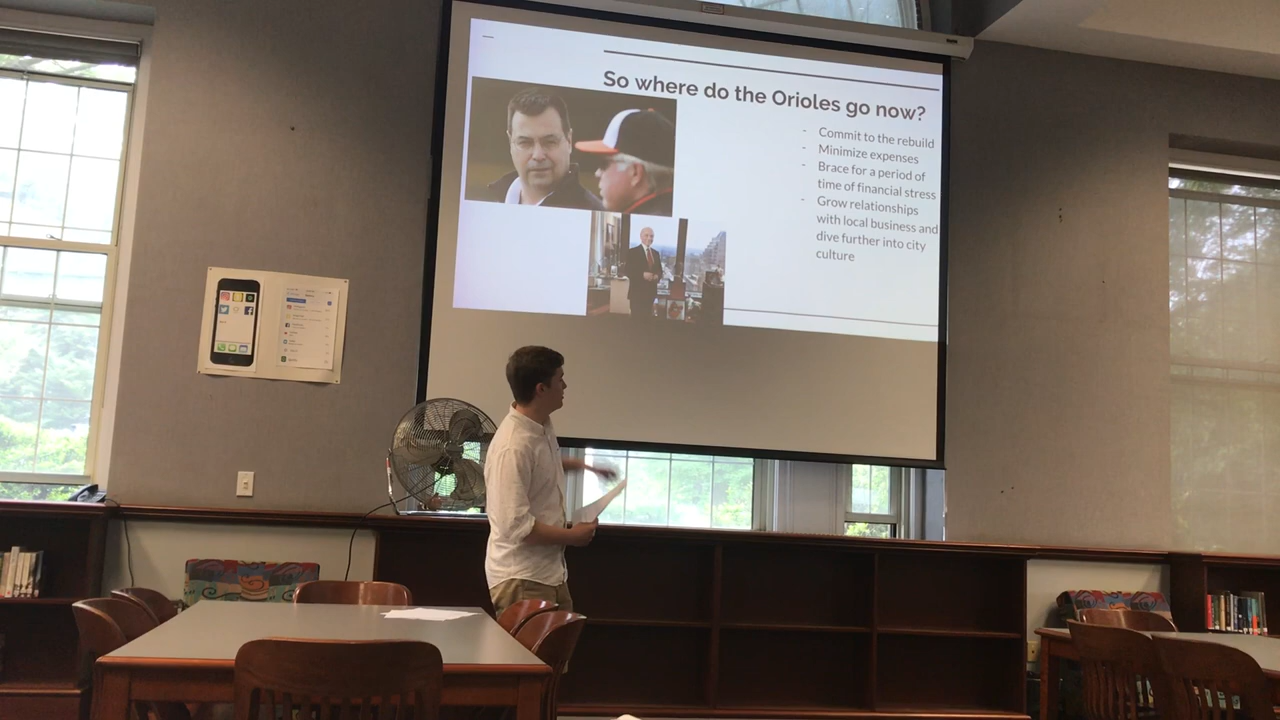 So where do the Orioles go now?
- Commit to the rebuild
- Minimize expenses
- Brace for a period of
time of financial stress
- Grow relationships
with local business and
dive further into city
culture